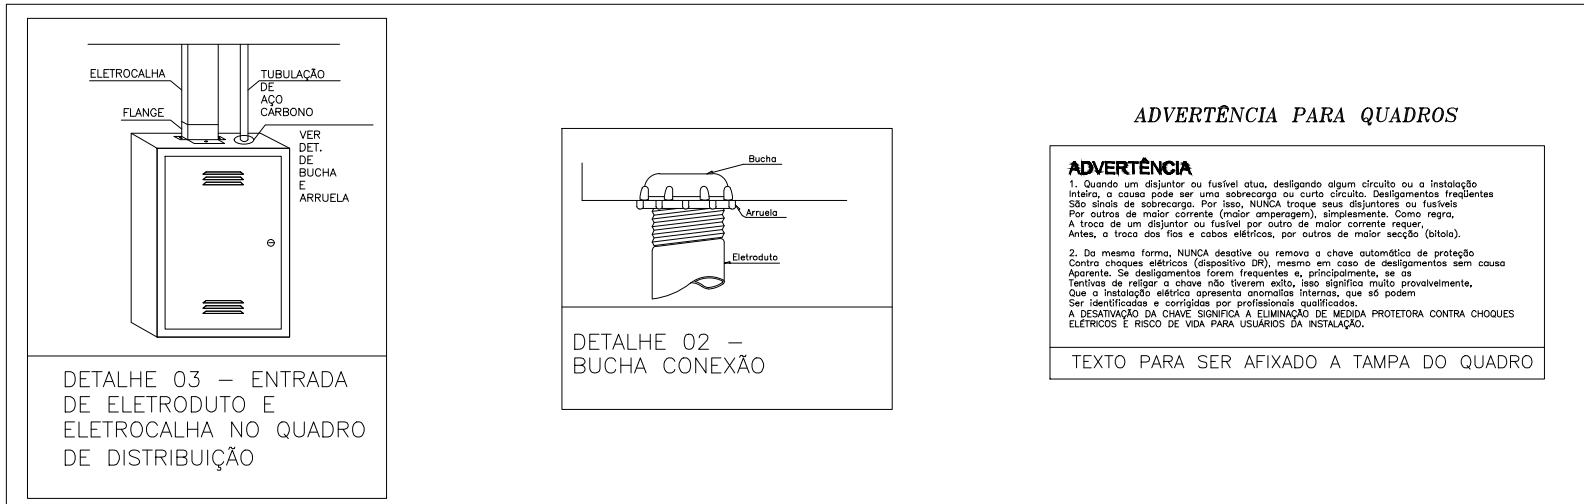 ELETROCALHA
FLANGE
TUBULAÇÃO
DE
AÇO
CARBONO
VER
DET.
DE
BUCHA
E
ARRUELA
DETALHE 03 – ENTRADA
DE ELETRODUTO E
ELETROCALHA NO QUADRO
DE DISTRIBUIÇÃO
Bucha
Arruela
Eletroduto
DETALHE 02 –
BUCHA CONEXÃO
ADVERTÊNCIA PARA QUADROS
ADVERTÊNCIA
1. Quando um disjuntor ou fusível atua, desligando algum circuito ou a instalação
Inteira, a causa pode ser uma sobrecarga ou curto circuito. Desligamentos freqüentes
São sinais de sobrecarga. Por isso, NUNCA troque seus disjuntores ou fusíveis
Por outros de maior corrente (maior amperagem), simplesmente. Como regra,
A troca de um disjuntor ou fusível por outro de maior corrente requer,
Antes, a troca dos fios e cabos elétricos, por outros de maior secção (bitola).
2. Da mesma forma, NUNCA desative ou remova a chave automática de proteção
Contra choques elétricos (dispositivo DR), mesmo em caso de desligamentos sem causa
Aparente. Se desligamentos forem frequentes e, principalmente, se as
Tentivas de religar a chave não tiverem exito, isso significa muito provalvelmente,
Que a instalação elétrica apresenta anomalias internas, que só podem
Ser identificadas e corrigidas por profissionais qualificados.
A DESATIVAÇÃO DA CHAVE SIGNIFICA A ELIMINAÇÃO DE MEDIDA PROTETORA CONTRA CHOQUES
ELÉTRICOS E RISCO DE VIDA PARA USUÁRIOS DA INSTALAÇÃO.
TEXTO PARA SER AFIXADO A TAMPA DO QUADRO